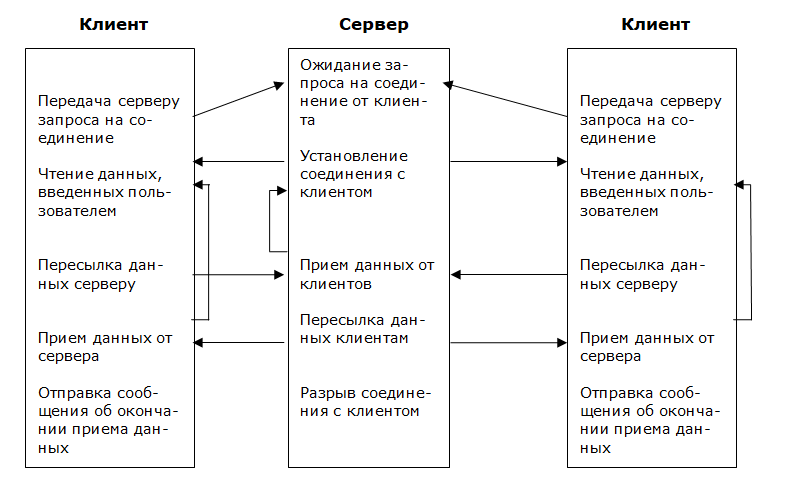 Клиент
Сервер
Клиент
Передача серверу
запроса на со-
единение
Чтение данных,
введенных поль-
зователем
Пересылка дан-
ных серверу
Прием данных от
сервера
Отправка сооб-
щения об оконча-
нии приема дан-
ных
Ожидание за-
проса на соеди-
нение от клиен-
та
Установление
соединения с
клиентом
Прием данных от
клиентов
Пересылка дан-
ных клиентам
Разрыв соедине-
ния с клиентом
Передача серверу
запроса на со-
единение
Чтение данных,
введенных поль-
зователем
Пересылка дан-
ных серверу
Прием данных от
сервера
Отправка сооб-
щения об оконча-
нии приема дан-
ных